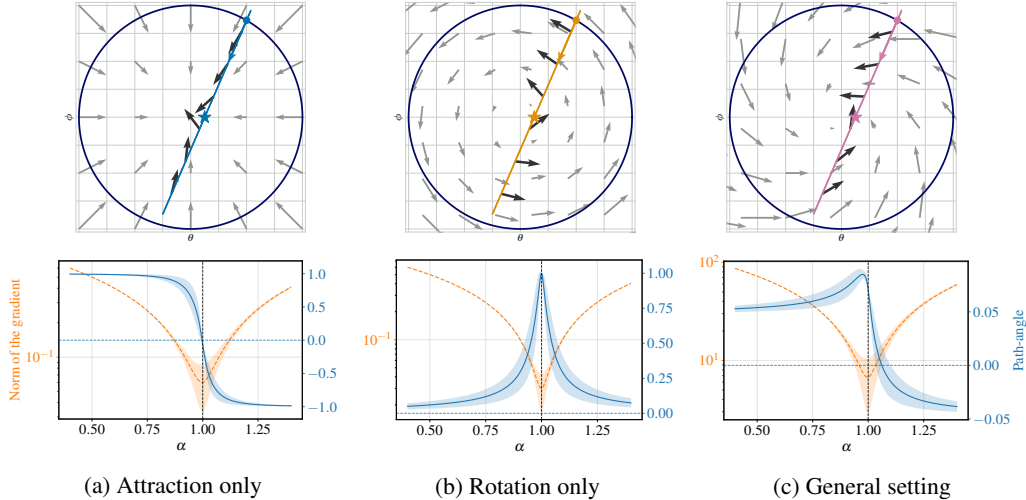 ϕ
θ
ϕ
θ
ϕ
θ
Norm of the gradient
10⁻¹
1.0
0.5
0.0
−0.5
−1.0
0.50
0.75
1.00
1.25
α
10⁻¹
1.00
0.75
0.50
0.25
0.00
0.50
0.75
1.00
1.25
α
10²
10¹
0.05
0.00
−0.05
Path-angle
0.50
0.75
1.00
1.25
α
(a) Attraction only
(b) Rotation only
(c) General setting